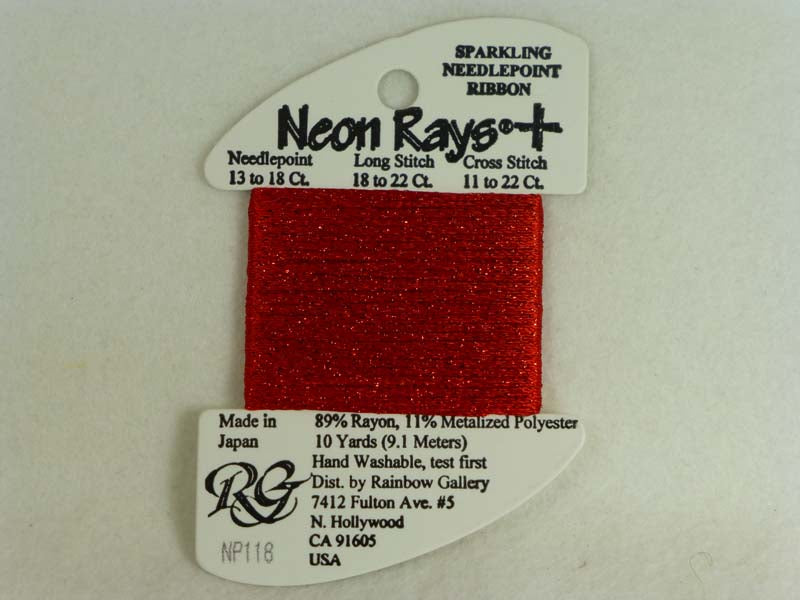 SPARKLING
NEEDLEPOINT
RIBBON
Neon Rays®+
Needlepoint Long Stitch Cross Stitch
13 to 18 Ct. 18 to 22 Ct. 11 to 22 Ct.
Made in 89% Rayon, 11% Metalized Polyester
Japan 10 Yards (9.1 Meters)
Hand Washable, test first
RG Dist. by Rainbow Gallery
7412 Fulton Ave. #5
N. Hollywood
NP118 CA 91605
USA